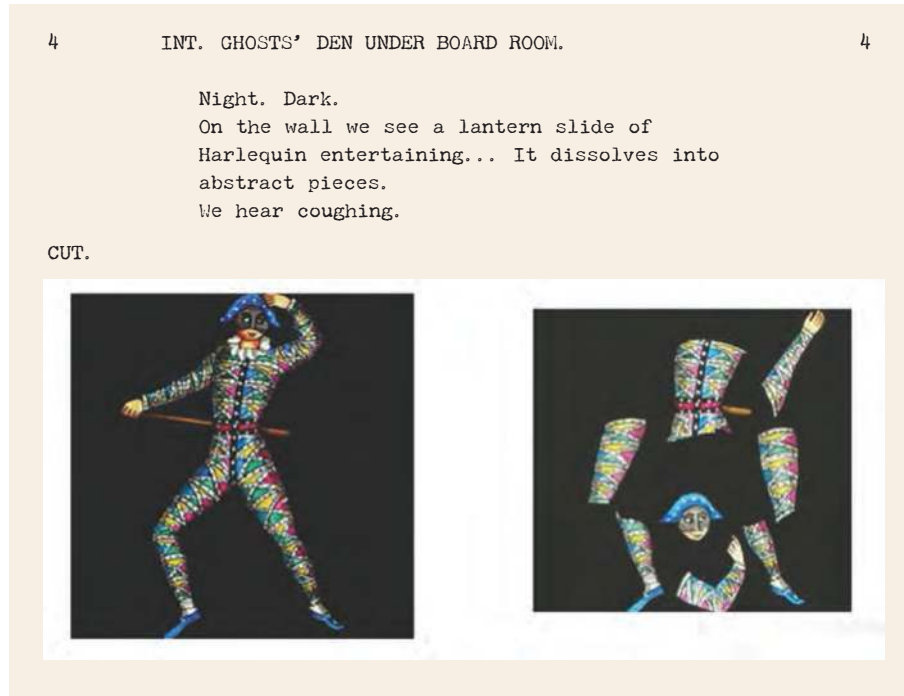 4 INT. GHOSTS' DEN UNDER BOARD ROOM. 4
Night. Dark.
On the wall we see a lantern slide of
Harlequin entertaining... It dissolves into
abstract pieces.
We hear coughing.
CUT.